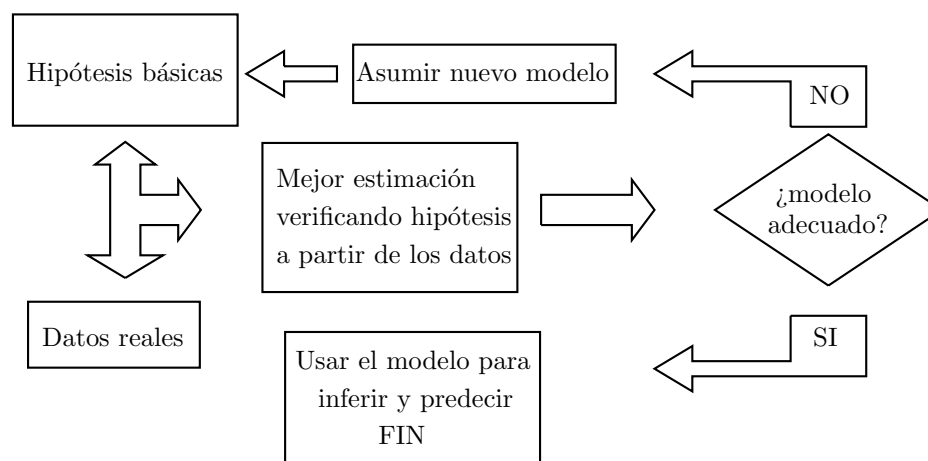 Hipótesis básicas
Asumir nuevo modelo
NO
Mejor estimación
verificando hipótesis
a partir de los datos
¿modelo
adecuado?
Datos reales
Usar el modelo para
inferir y predecir
FIN
SI